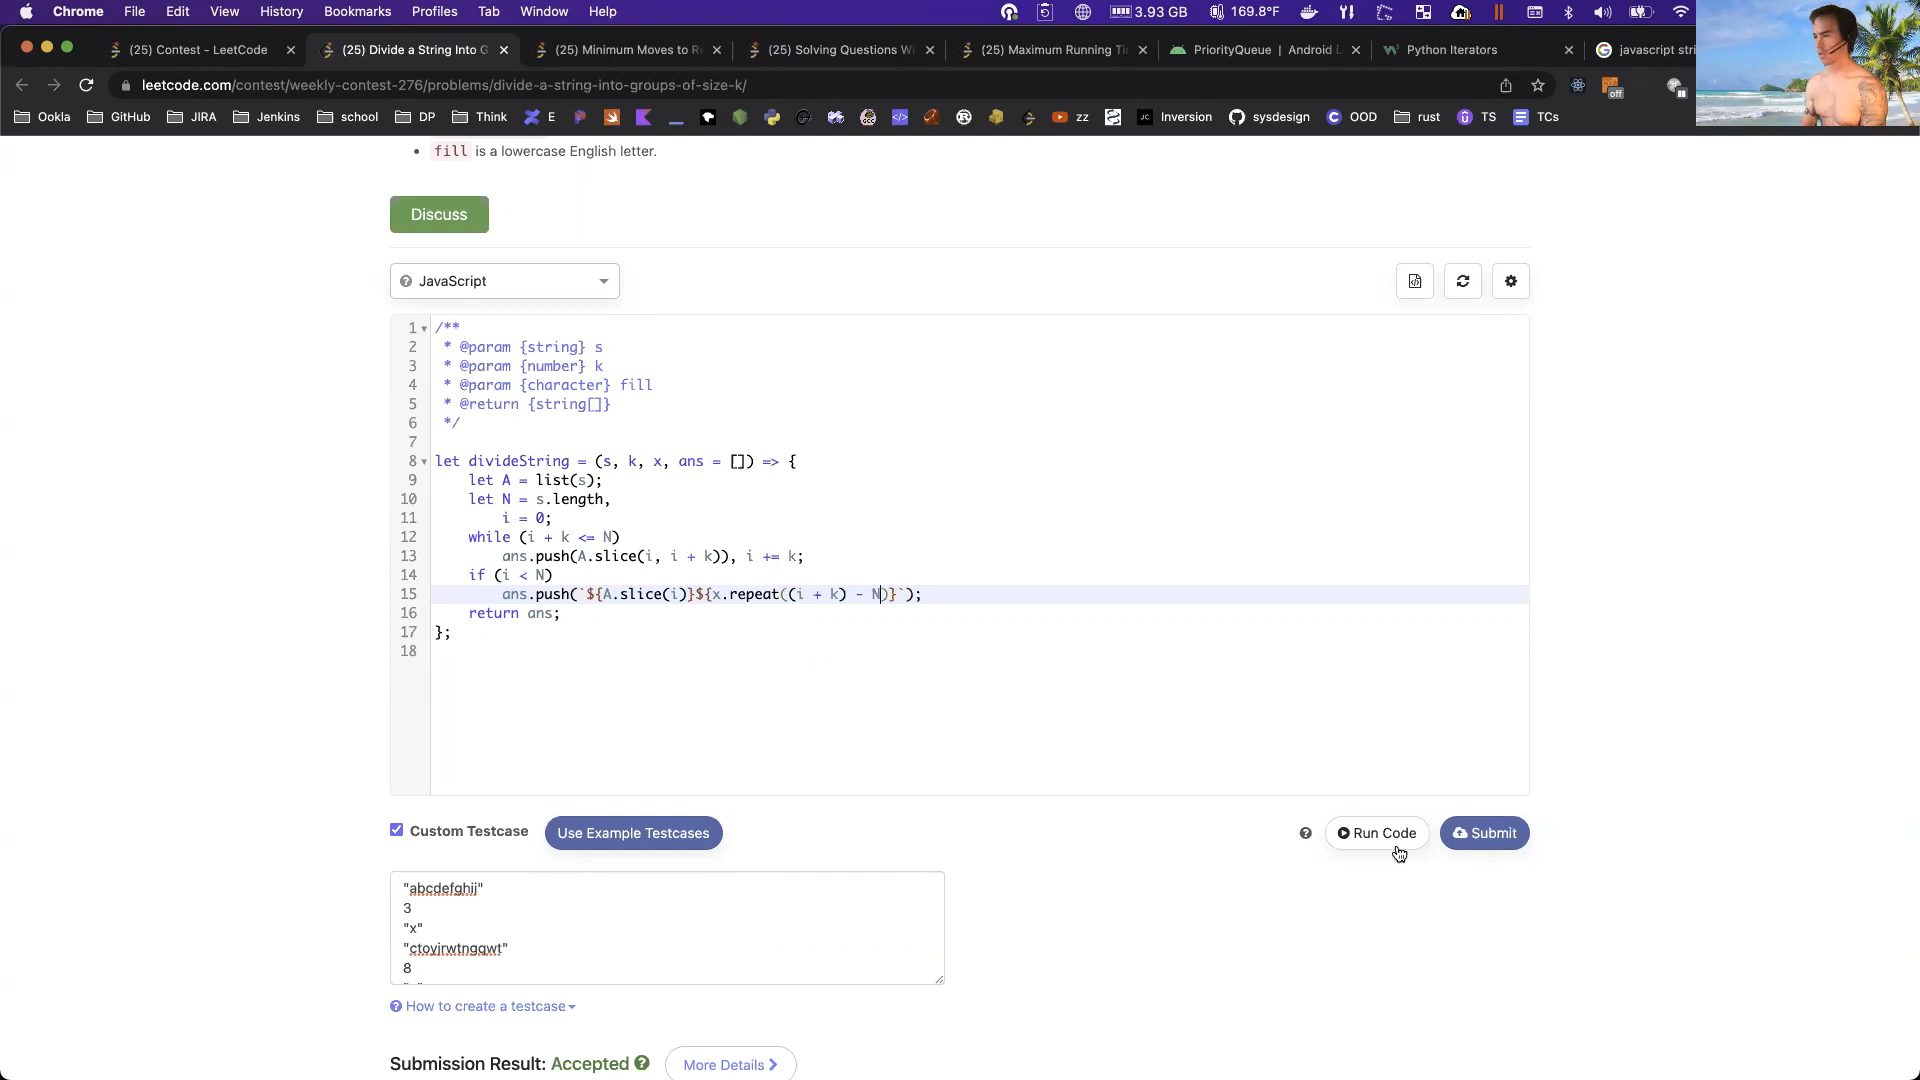 Chrome File Edit View History Bookmarks Profiles Tab Window Help 3.93 GB 169.8°F
(25) Contest - LeetCode (25) Divide a String Into G (25) Minimum Moves to Re (25) Solving Questions Wi (25) Maximum Running Ti PriorityQueue | Android Python Iterators javascript stri
leetcode.com/contest/weekly-contest-276/problems/divide-a-string-into-groups-of-size-k/ off
Ookla GitHub JIRA Jenkins school DP Think E zz JC Inversion sysdesign OOD rust TS TCs
fill is a lowercase English letter.
Discuss
JavaScript
1 /**
2 * @param {string} s
3 * @param {number} k
4 * @param {character} fill
5 * @return {string[]}
6 */
7
8 let divideString = (s, k, x, ans = []) => {
9 let A = list(s);
10 let N = s.length,
11 i = 0;
12 while (i + k <= N)
13 ans.push(A.slice(i, i + k)), i += k;
14 if (i < N)
15 ans.push(`${A.slice(i)}${x.repeat((i + k) - N)}`);
16 return ans;
17 };
18
Custom Testcase Use Example Testcases Run Code Submit
"abcdefghij"
3
"x"
"ctoyjrwtngqwt"
8
How to create a testcase
Submission Result: Accepted More Details